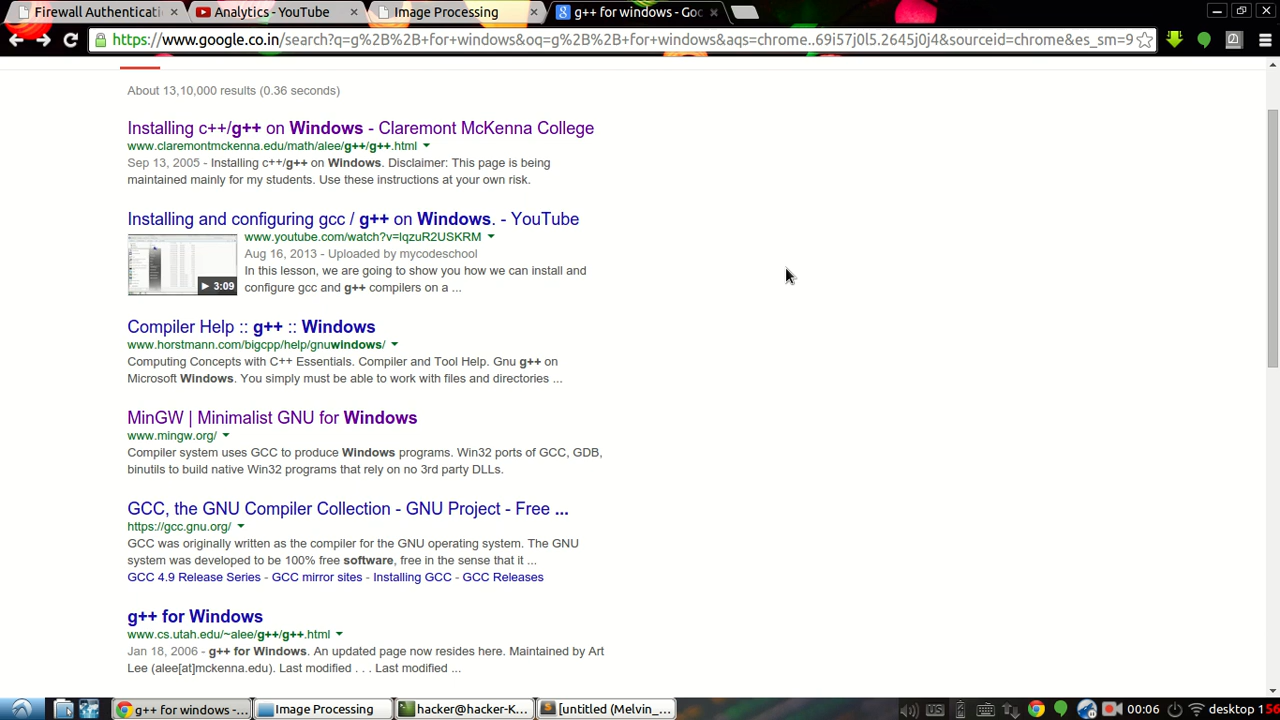 Firewall Authenticati
Analytics - YouTube
Image Processing
g++ for windows - Goo
https://www.google.co.in/search?q=g%2B%2B+for+windows&oq=g%2B%2B+for+windows&aqs=chrome..69i57j0l5.2645j0j4&sourceid=chrome&es_sm=9
About 13,10,000 results (0.36 seconds)
Installing c++/g++ on Windows - Claremont McKenna College
www.claremontmckenna.edu/math/alee/g++/g++.html
Sep 13, 2005 - Installing c++/g++ on Windows. Disclaimer: This page is being
maintained mainly for my students. Use these instructions at your own risk.
Installing and configuring gcc / g++ on Windows. - YouTube
www.youtube.com/watch?v=lqzuR2USKRM
3:09
Aug 16, 2013 - Uploaded by mycodeschool
In this lesson, we are going to show you how we can install and
configure gcc and g++ compilers on a ...
Compiler Help :: g++ :: Windows
www.horstmann.com/bigcpp/help/gnuwindows/
Computing Concepts with C++ Essentials. Compiler and Tool Help. Gnu g++ on
Microsoft Windows. You simply must be able to work with files and directories ...
MinGW | Minimalist GNU for Windows
www.mingw.org/
Compiler system uses GCC to produce Windows programs. Win32 ports of GCC, GDB,
binutils to build native Win32 programs that rely on no 3rd party DLLs.
GCC, the GNU Compiler Collection - GNU Project - Free ...
https://gcc.gnu.org/
GCC was originally written as the compiler for the GNU operating system. The GNU
system was developed to be 100% free software, free in the sense that it ...
GCC 4.9 Release Series - GCC mirror sites - Installing GCC - GCC Releases
g++ for Windows
www.cs.utah.edu/~alee/g++/g++.html
Jan 18, 2006 - g++ for Windows. An updated page now resides here. Maintained by Art
Lee (alee[at]mckenna.edu). Last modified . . . Last modified ...
g++ for windows -...
Image Processing
hacker@hacker-K...
[untitled (Melvin_...
00:06
desktop 1
56